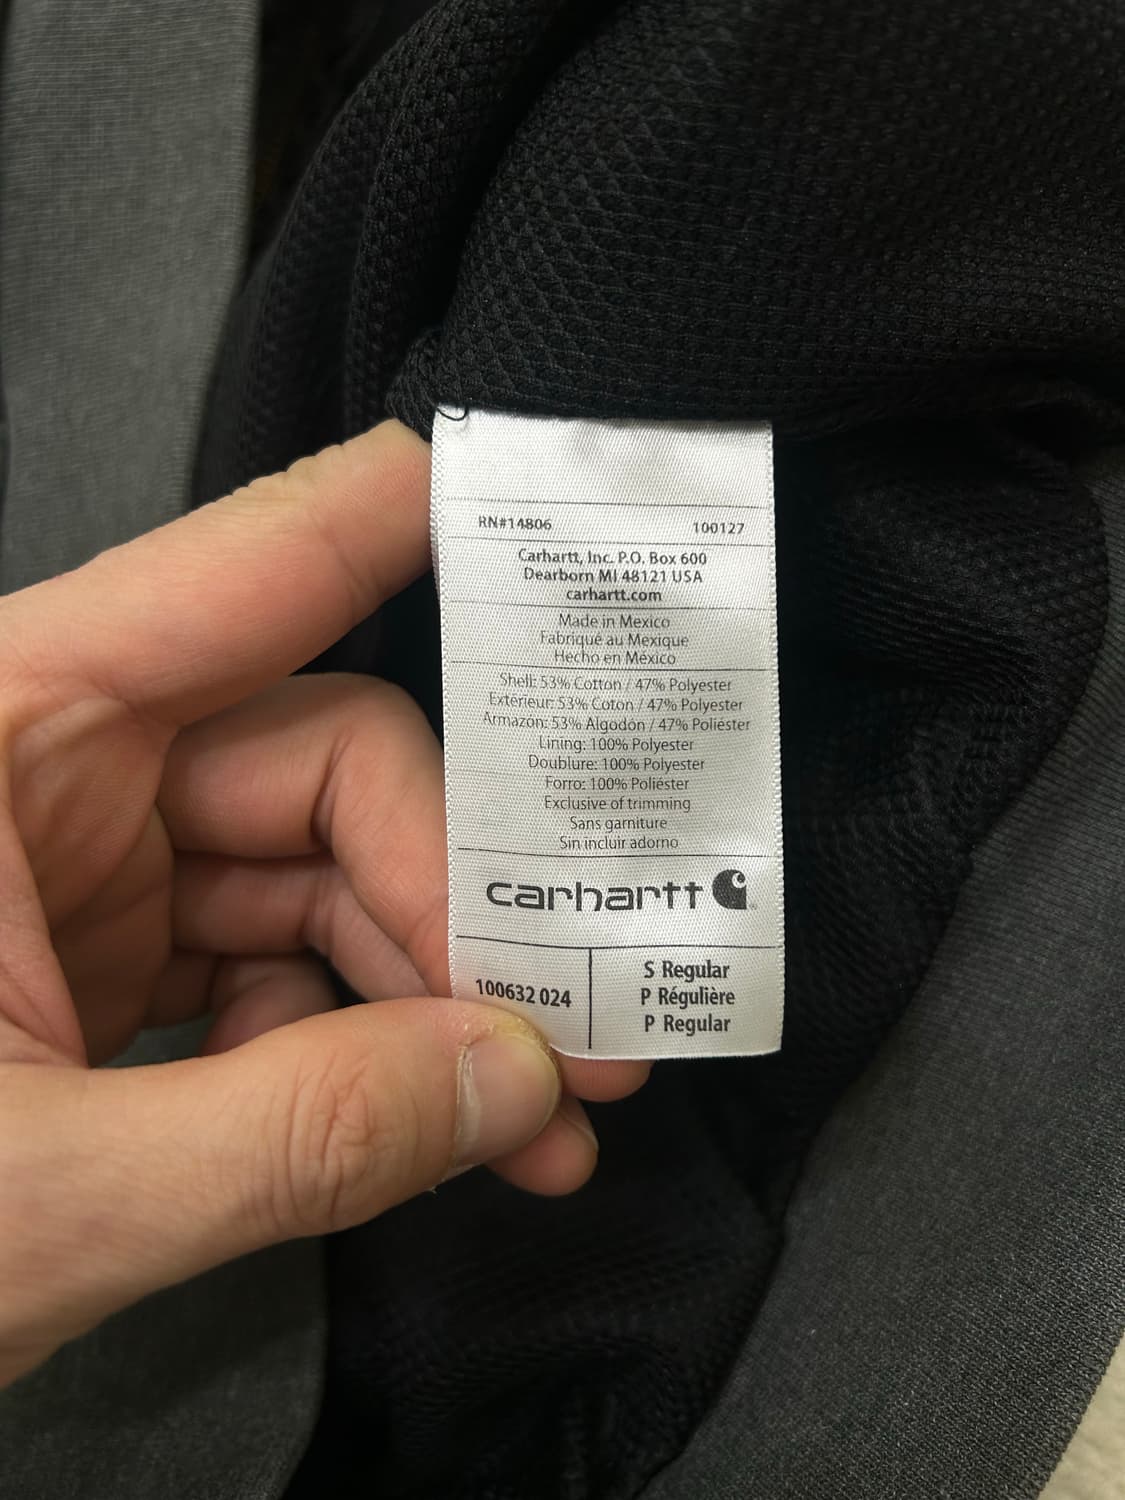 RN#14806 100127
Carhartt, Inc. P.O. Box 600
Dearborn MI 48121 USA
carhartt.com
Made in Mexico
Fabriqué au Mexique
Hecho en México
Shell: 53% Cotton / 47% Polyester
Extérieur: 53% Coton / 47% Polyester
Armazón: 53% Algodón / 47% Poliéster
Lining: 100% Polyester
Doublure: 100% Polyester
Forro: 100% Poliéster
Exclusive of trimming
Sans garniture
Sin incluir adorno
carhartt
100632 024
S Regular
P Régulière
P Regular